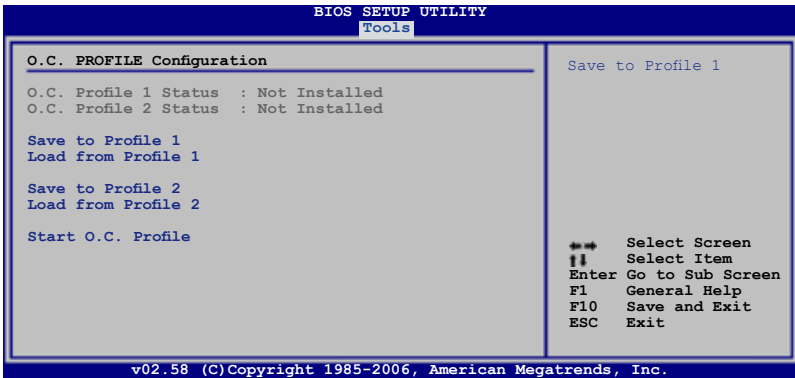 BIOS SETUP UTILITY
Tools
O.C. PROFILE Configuration
O.C. Profile 1 Status : Not Installed
O.C. Profile 2 Status : Not Installed
Save to Profile 1
Load from Profile 1
Save to Profile 2
Load from Profile 2
Start O.C. Profile
Save to Profile 1
Select Screen
Select Item
Enter Go to Sub Screen
F1 General Help
F10 Save and Exit
ESC Exit
v02.58 (C)Copyright 1985-2006, American Megatrends, Inc.